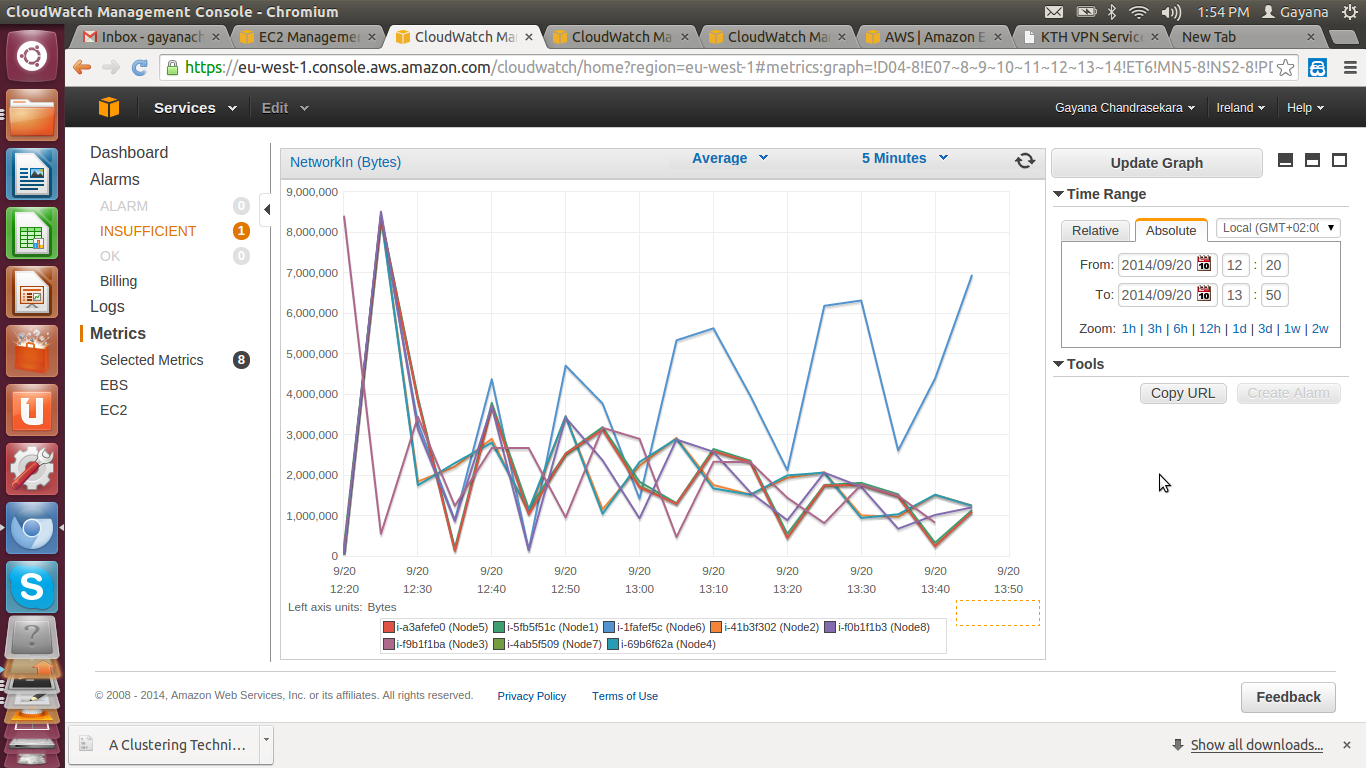 CloudWatch Management Console - Chromium
1:54 PM Gayana
Inbox - gayanach
EC2 Manageme
CloudWatch Ma
CloudWatch Ma
CloudWatch Ma
AWS | Amazon E
KTH VPN Service
New Tab
https://eu-west-1.console.aws.amazon.com/cloudwatch/home?region=eu-west-1#metrics:graph=!D04-8!E07~8~9~10~11~12~13~14!ET6!MN5-8!NS2-8!PD
Services Edit
Gayana Chandrasekara Ireland Help
Dashboard
Alarms
ALARM 0
INSUFFICIENT 1
OK 0
Billing
Logs
Metrics
Selected Metrics 8
EBS
EC2
NetworkIn (Bytes) Average 5 Minutes
9,000,000
8,000,000
7,000,000
6,000,000
5,000,000
4,000,000
3,000,000
2,000,000
1,000,000
0
9/20 9/20 9/20 9/20 9/20 9/20 9/20 9/20 9/20 9/20
12:20 12:30 12:40 12:50 13:00 13:10 13:20 13:30 13:40 13:50
Left axis units: Bytes
i-a3afefe0 (Node5) i-5fb5f51c (Node1) i-1fafef5c (Node6) i-41b3f302 (Node2) i-f0b1f1b3 (Node8)
i-f9b1f1ba (Node3) i-4ab5f509 (Node7) i-69b6f62a (Node4)
Update Graph
Time Range
Relative Absolute Local (GMT+02:00
From: 2014/09/20 10 12 : 20
To: 2014/09/20 10 13 : 50
Zoom: 1h | 3h | 6h | 12h | 1d | 3d | 1w | 2w
Tools
Copy URL Create Alarm
© 2008 - 2014, Amazon Web Services, Inc. or its affiliates. All rights reserved. Privacy Policy Terms of Use
Feedback
A Clustering Techni...
Show all downloads...